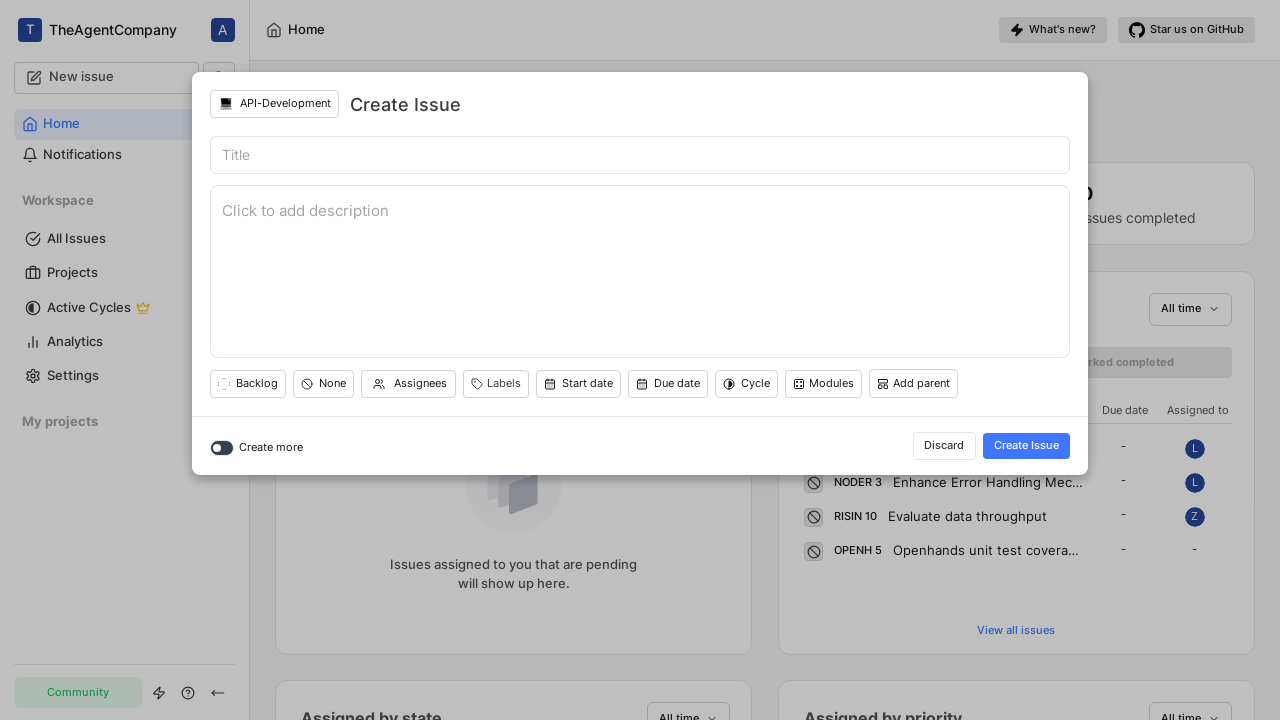 T TheAgentCompany A
Home
What's new?
Star us on GitHub
New issue
Home
Notifications
Workspace
All Issues
Projects
Active Cycles
Analytics
Settings
My projects
Community
API-Development Create Issue
Title
Click to add description
Backlog None Assignees Labels Start date Due date Cycle Modules Add parent
Create more
Discard Create Issue
ssues completed
All time
rked completed
Due date Assigned to
- L
NODER 3 Enhance Error Handling Mec... - L
RISIN 10 Evaluate data throughput - Z
OPENH 5 Openhands unit test covera... - -
View all issues
Issues assigned to you that are pending
will show up here.
Assigned by state All time
Assigned by priority All time